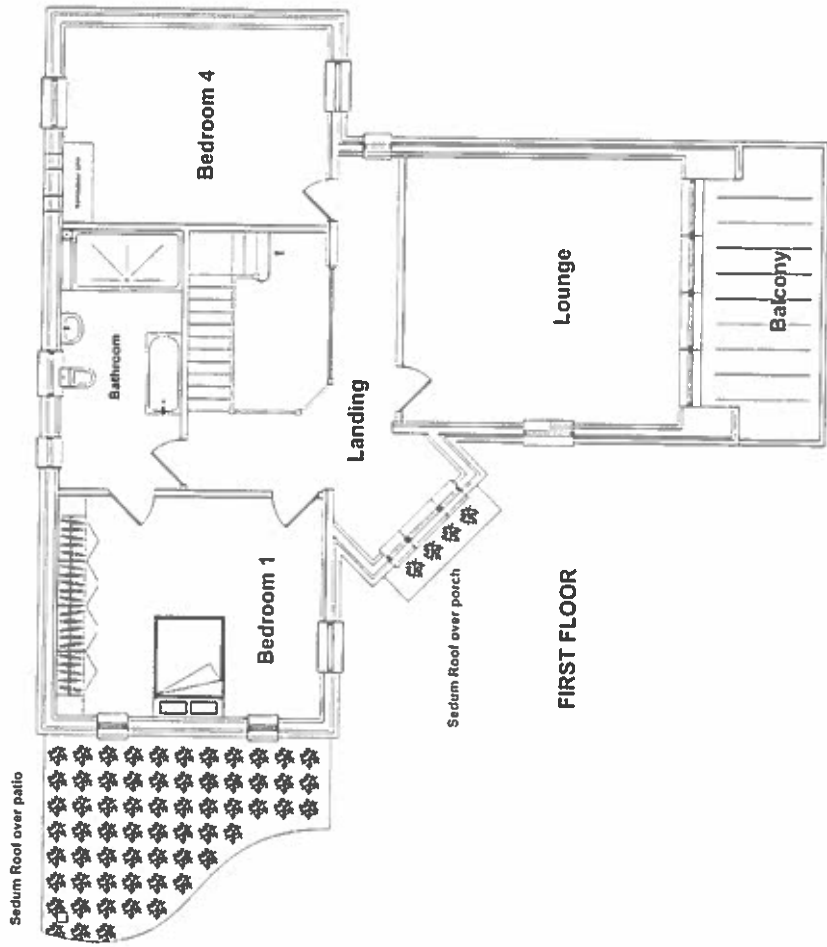 Sedum Roof over patio
Bedroom 1
Sedum Roof over porch
Bathroom
Landing
Bedroom 4
Lounge
Balcony
FIRST FLOOR